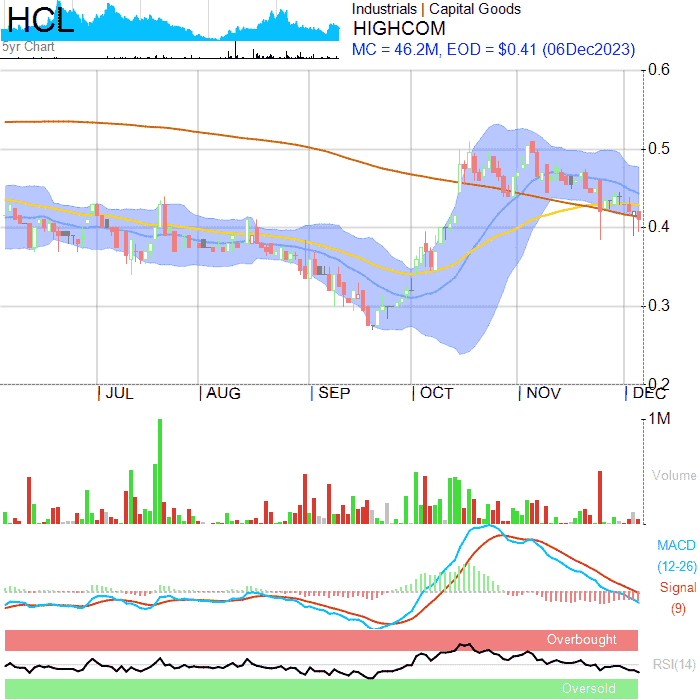 HCL
5yr Chart
Industrials | Capital Goods
HIGHCOM
MC = 46.2M, EOD = $0.41 (06Dec2023)
0.6
0.5
0.4
0.3
0.2
JUL AUG SEP OCT NOV DEC
1M
Volume
MACD
(12-26)
Signal
(9)
Overbought
RSI(14)
Oversold